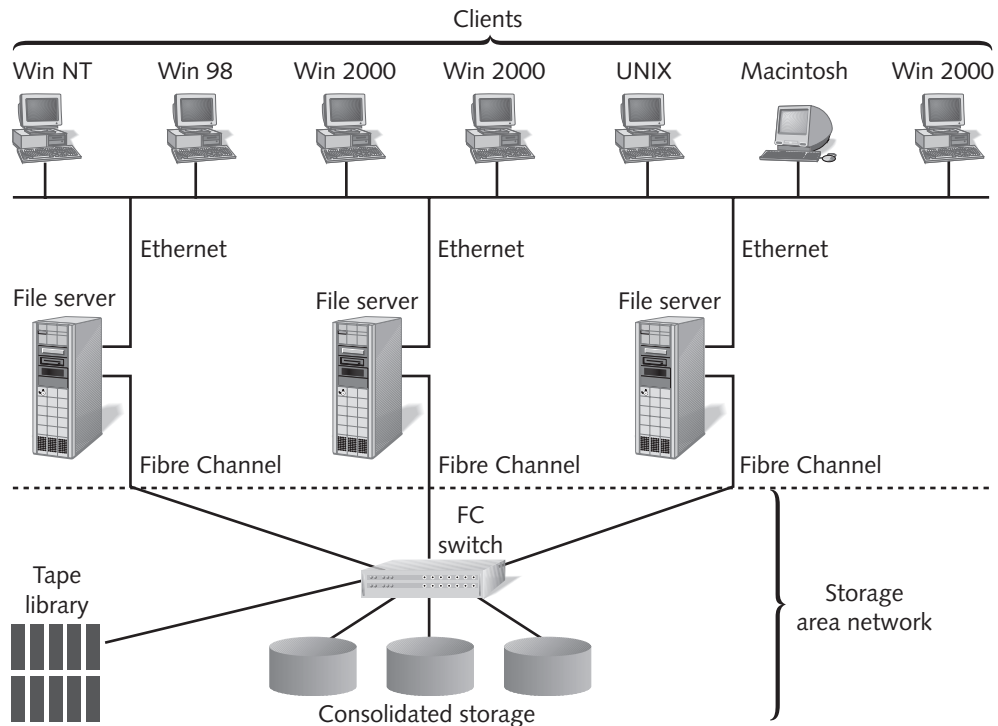 Clients
Win NT
Win 98
Win 2000
Win 2000
UNIX
Macintosh
Win 2000
Ethernet
Ethernet
Ethernet
File server
File server
File server
Fibre Channel
Fibre Channel
Fibre Channel
FC
switch
Tape
library
Storage
area network
Consolidated storage